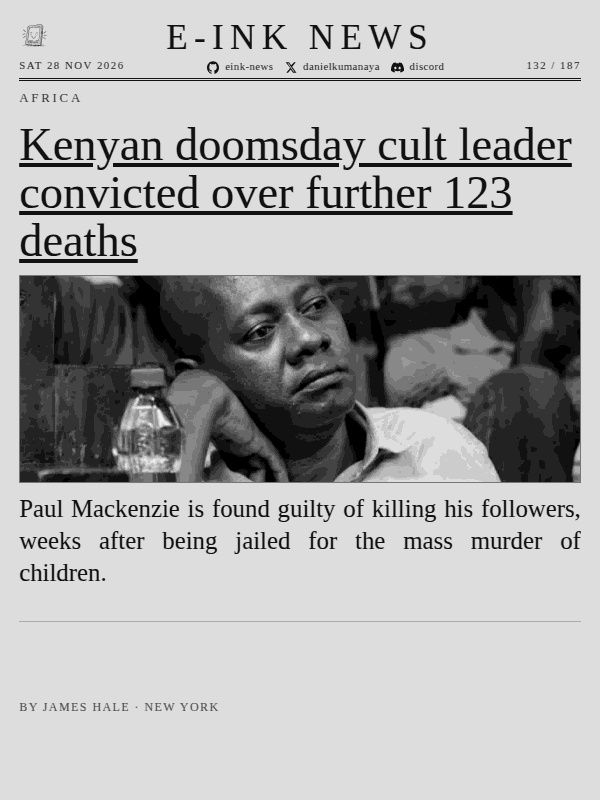 E-INK NEWS
SAT 28 NOV 2026
eink-news danielkumanaya discord
132 / 187
AFRICA
Kenyan doomsday cult leader
convicted over further 123
deaths
Paul Mackenzie is found guilty of killing his followers,
weeks after being jailed for the mass murder of
children.
BY JAMES HALE · NEW YORK